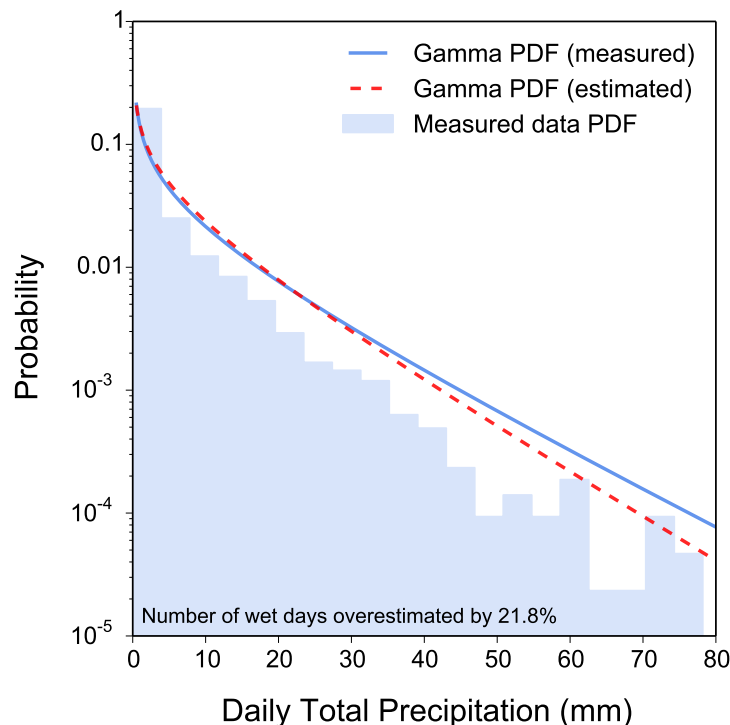 1
Gamma PDF (measured)
Gamma PDF (estimated)
Measured data PDF
0.1
0.01
10-3
10-4
10-5
Probability
Number of wet days overestimated by 21.8%
0 10 20 30 40 50 60 70 80
Daily Total Precipitation (mm)